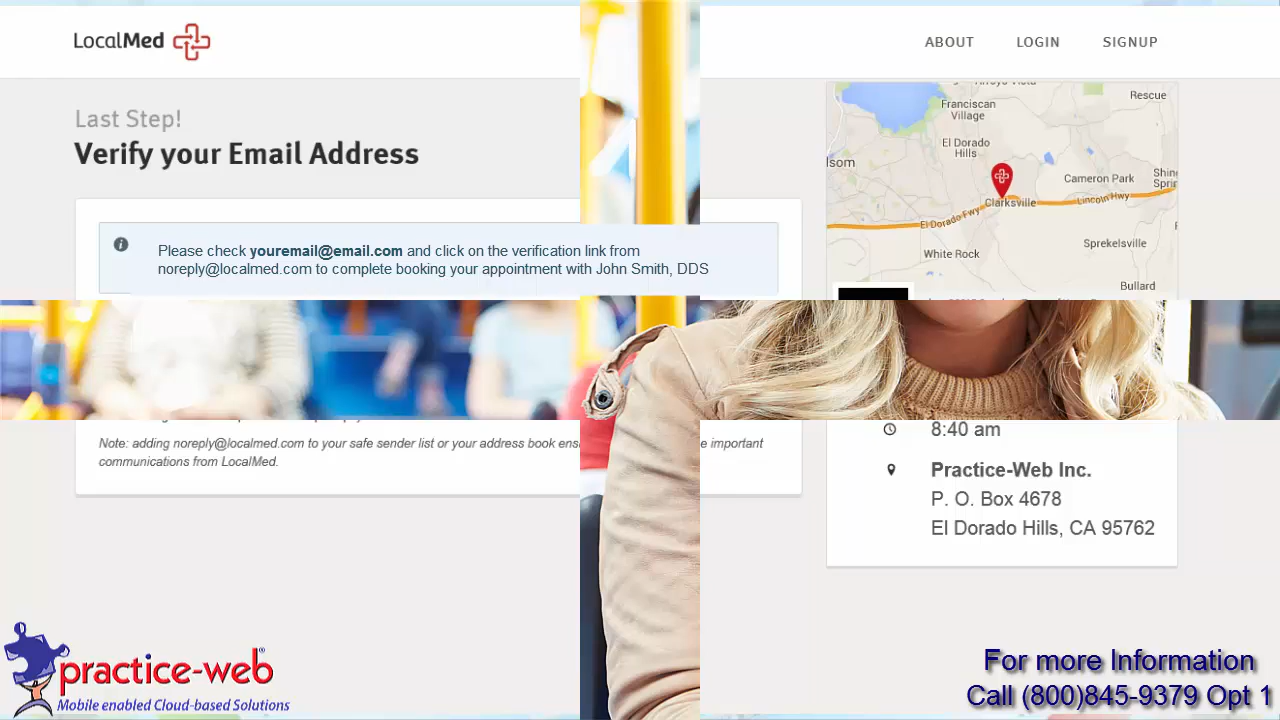 LocalMed
ABOUT LOGIN SIGNUP
Last Step!
Verify your Email Address
Please check youremail@email.com and click on the verification link from
noreply@localmed.com to complete booking your appointment with John Smith, DDS
Note: adding noreply@localmed.com to your safe sender list or your address book
important
communications from LocalMed.
Rescue
Franciscan
Village
El Dorado
Hills
Cameron Park
Clarksville
Lincoln Hwy
El Dorado Fwy
Sprekelsville
White Rock
Bullard
8:40 am
Practice-Web Inc.
P. O. Box 4678
El Dorado Hills, CA 95762
practice-web®
Mobile enabled Cloud-based Solutions
For more Information
Call (800)845-9379 Opt 1